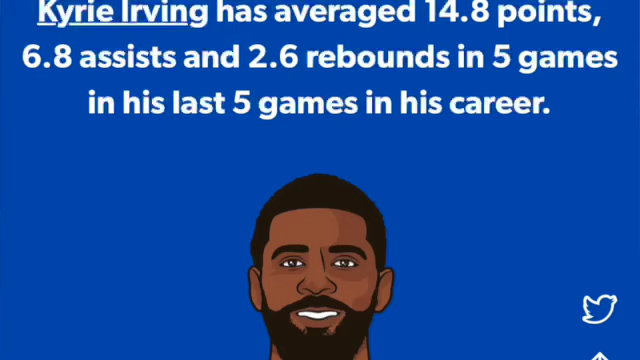 Kyrie Irving has averaged 14.8 points,
6.8 assists and 2.6 rebounds in 5 games
in his last 5 games in his career.